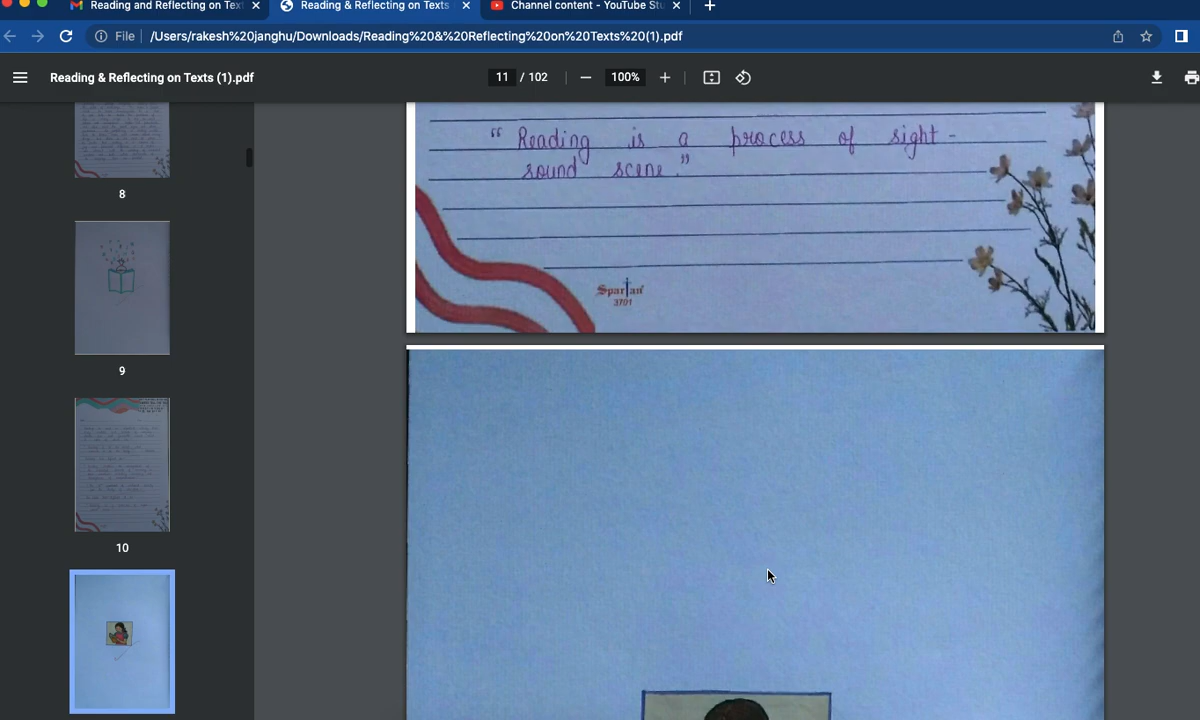 Reading and Reflecting on Tex
Reading & Reflecting on Texts
Channel content - YouTube Stu
File
/Users/rakesh%20janghu/Downloads/Reading%20&%20Reflecting%20on%20Texts%20(1).pdf
Reading & Reflecting on Texts (1).pdf
11 / 102
100%
8
9
10
" Reading is a process of sight -
sound scene."
Spartan
3701